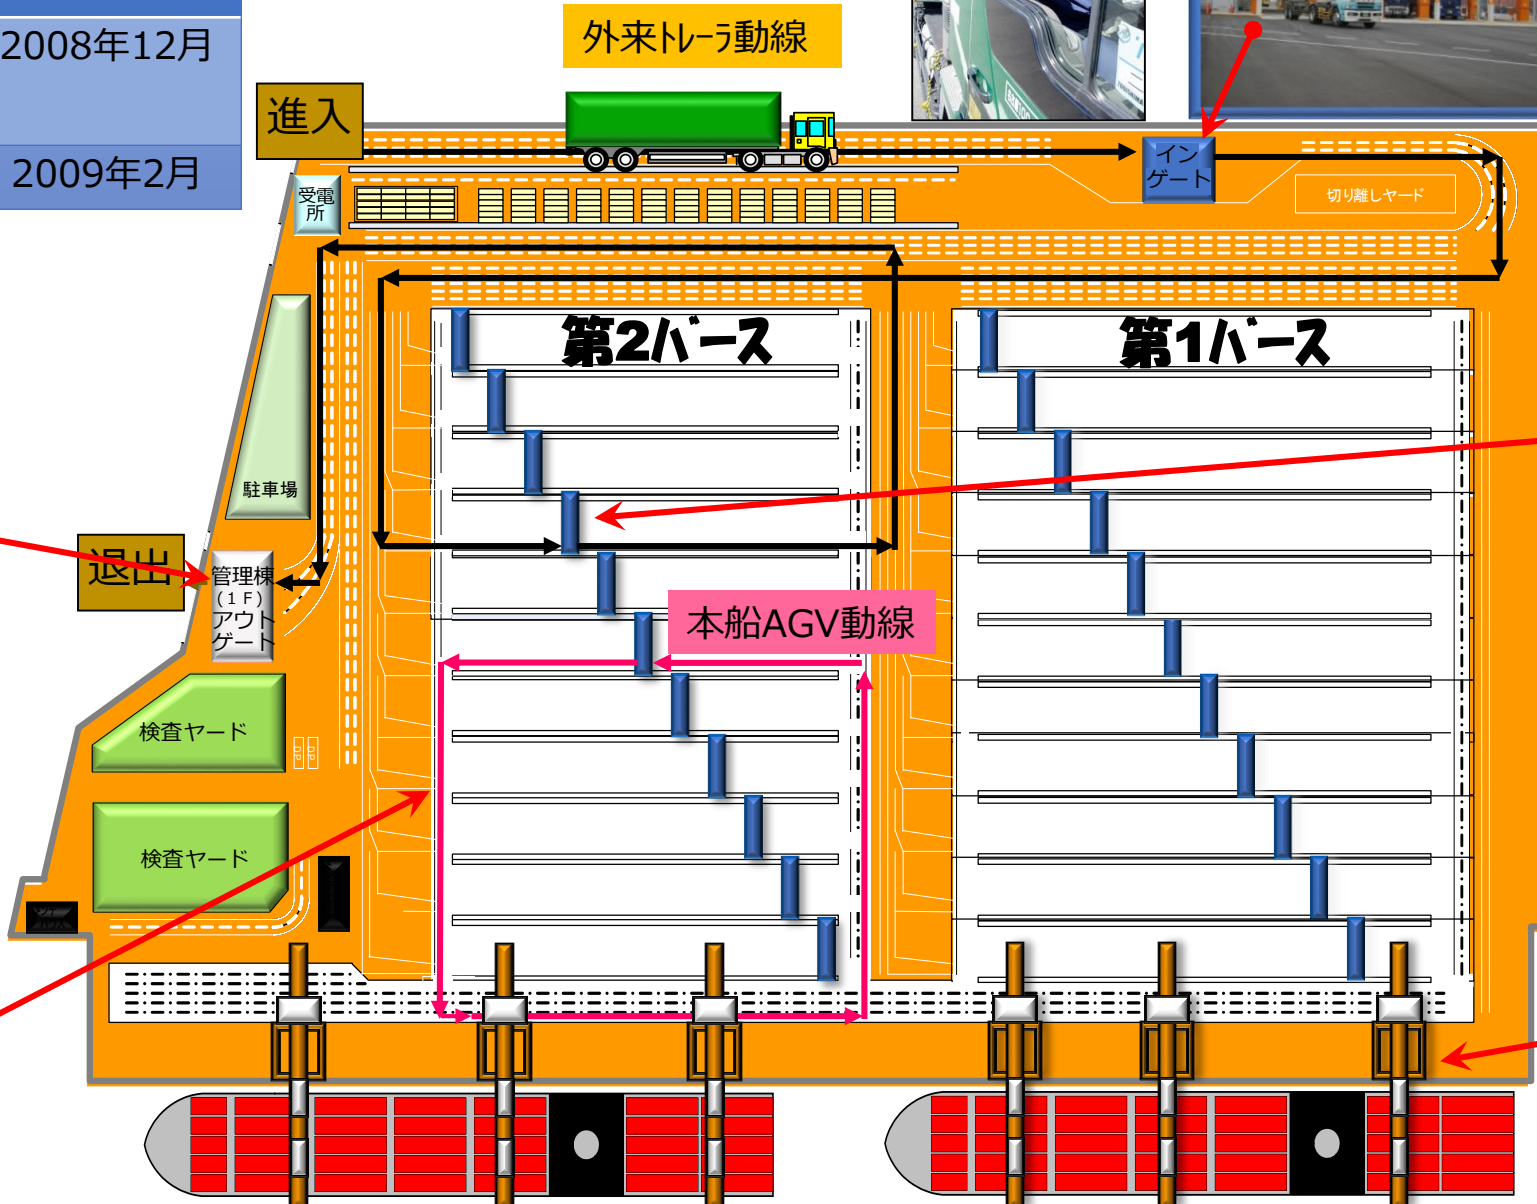 2008年12月
2009年2月
外来トレーラ動線
進入
イン
ゲート
受電
所
切り離しヤード
第2バース
第1バース
駐車場
退出
管理棟
(1F)
アウト
ゲート
本船AGV動線
検査ヤード
DP
DP
検査ヤード